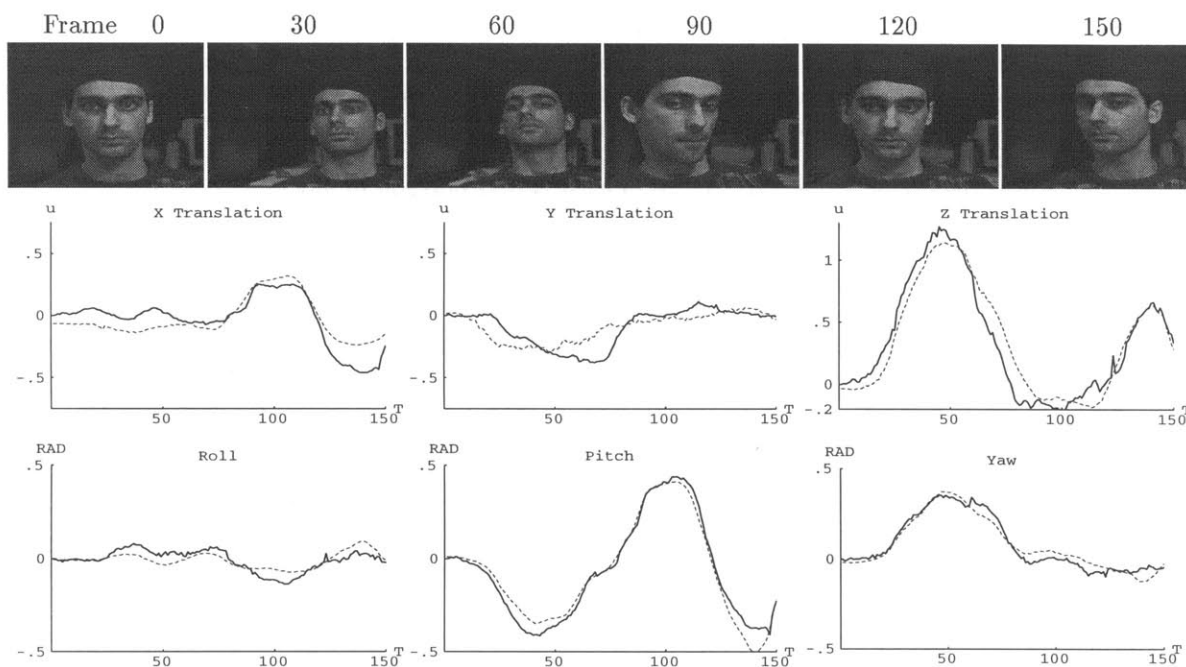 Frame 0 30 60 90 120 150
u X Translation u Y Translation u Z Translation
.5 .5 1
0 0 .5
-.5 -.5 0
-.2
50 100 150 T 50 100 150 T 50 100 150 T
RAD Roll RAD Pitch RAD Yaw
.5 .5 .5
0 0 0
-.5 -.5 -.5
50 100 150 T 50 100 150 T 50 100 150 T